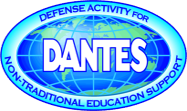 DEFENSE ACTIVITY FOR
DANTES
NON-TRADITIONAL EDUCATION SUPPORT